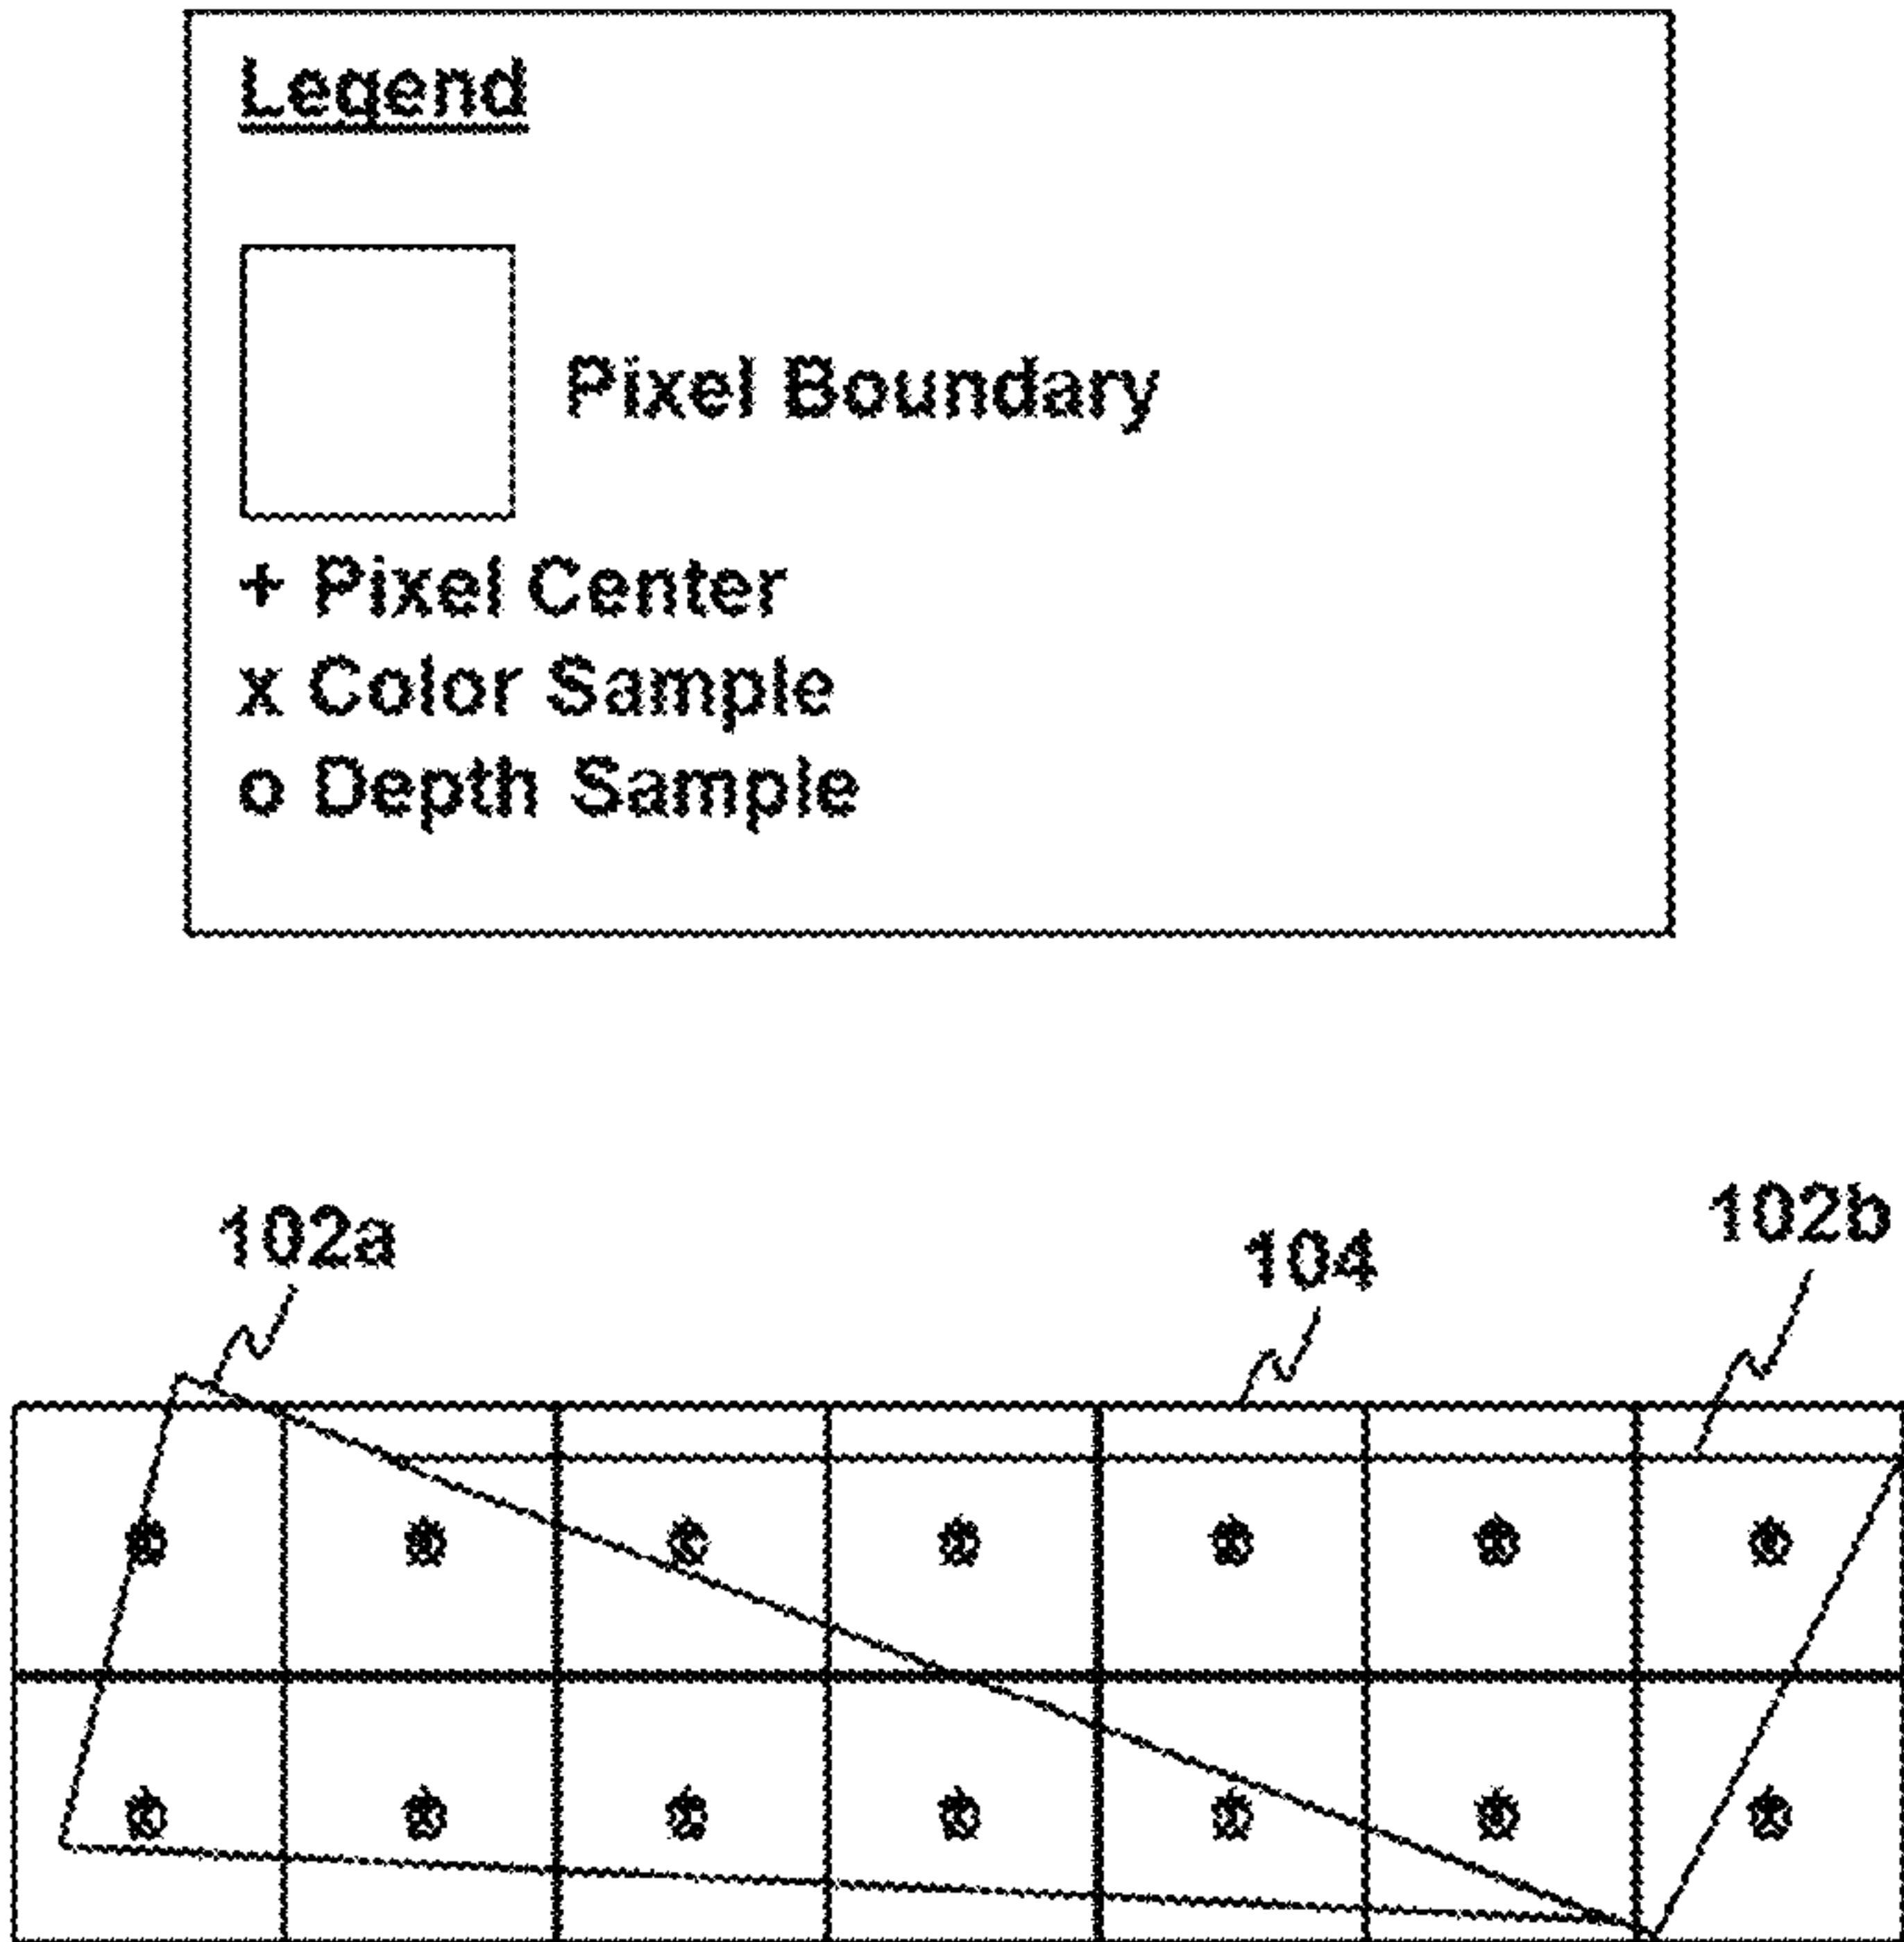 Legend
Pixel Boundary
+ Pixel Center
x Color Sample
o Depth Sample
102a
104
102b